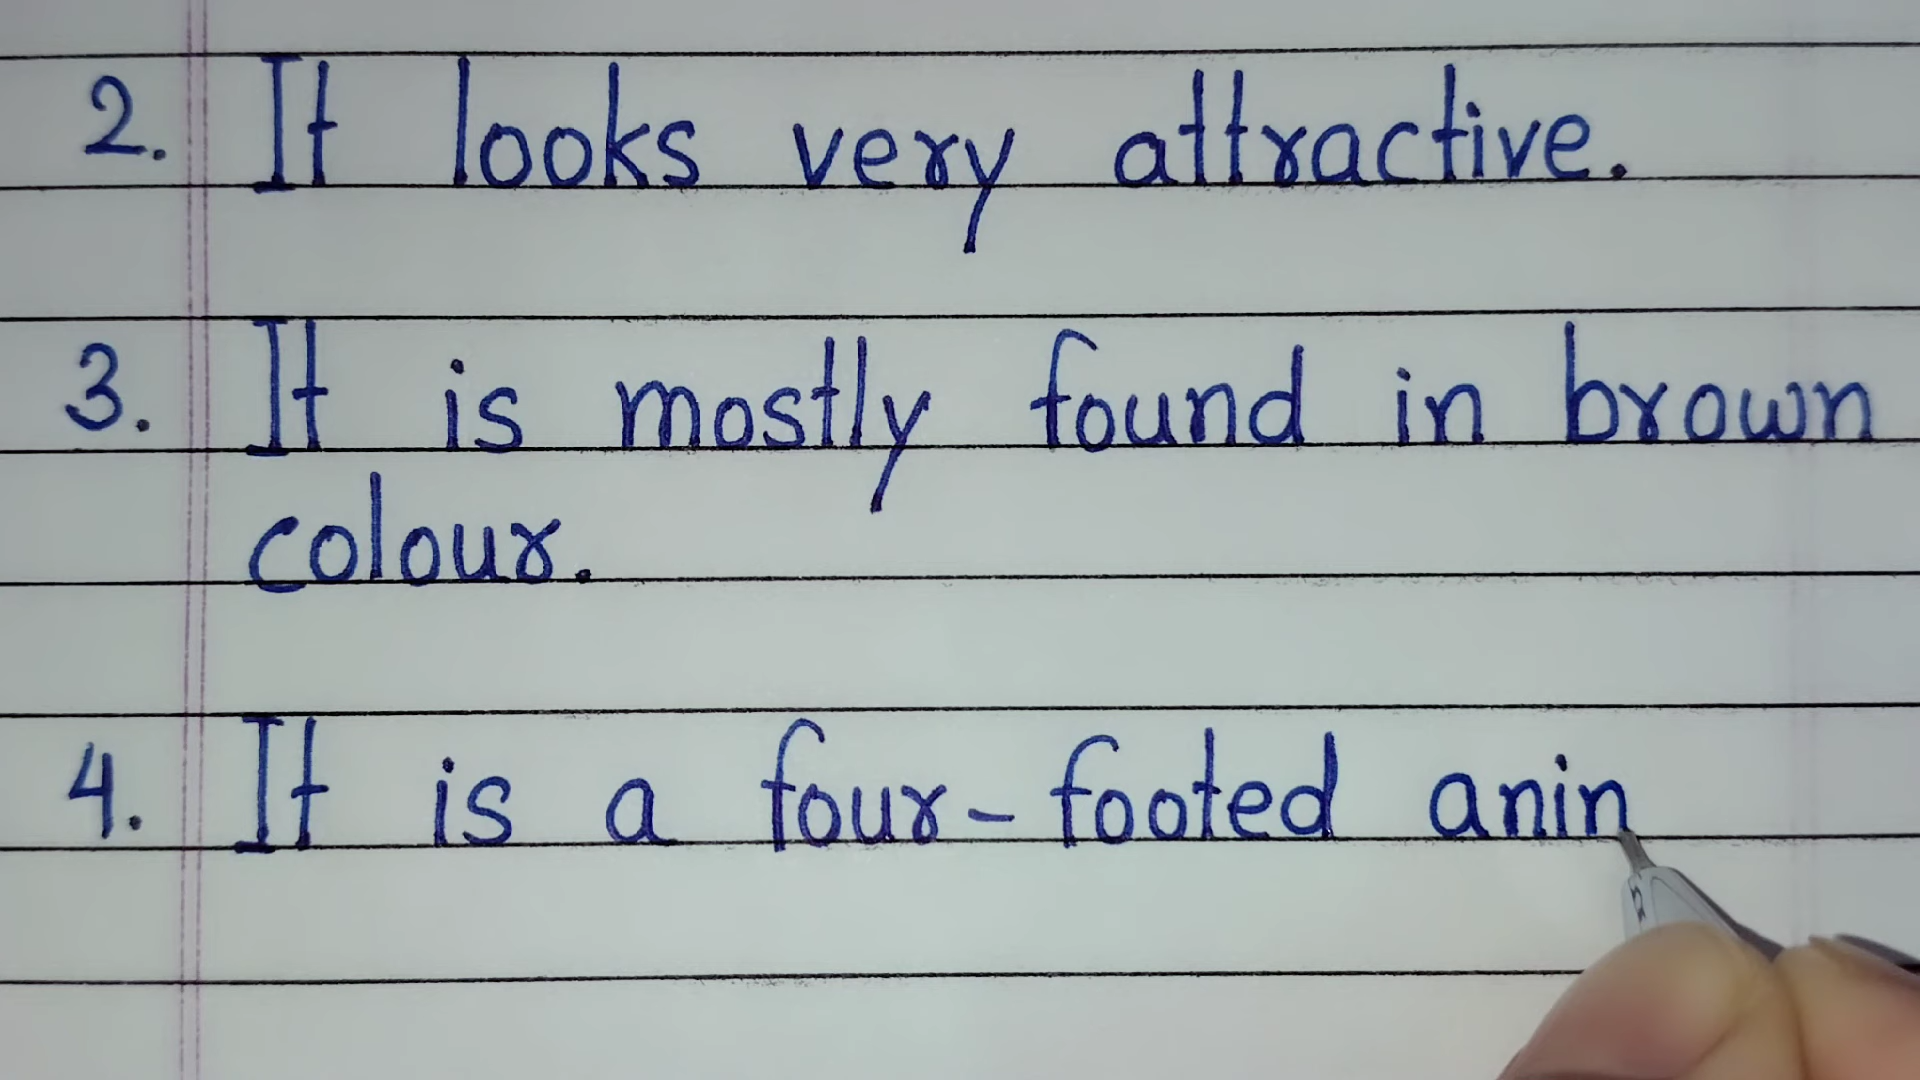 2. It looks very attractive.
3. It is mostly found in brown
colour.
4. It is a four-footed anin